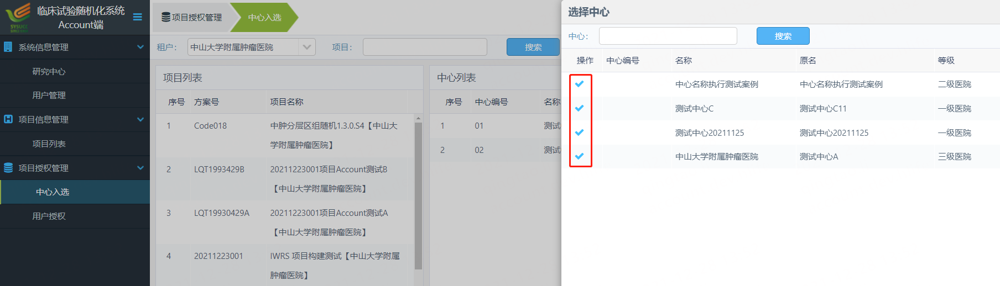 临床试验随机化系统
Account端
SYSUCC
系统信息管理
研究中心
用户管理
项目信息管理
项目列表
项目授权管理
中心入选
用户授权
项目授权管理 中心入选
租户： 中山大学附属肿瘤医院 项目： 搜索
项目列表
序号 方案号 项目名称
1 Code018 中肿分层区组随机1.3.0.S4【中山大
学附属肿瘤医院】
2 LQT1993429B 20211223001项目Account测试B
【中山大学附属肿瘤医院】
3 LQT19930429A 20211223001项目Account测试A
【中山大学附属肿瘤医院】
4 20211223001 IWRS 项目构建测试【中山大学附属
肿瘤医院】
中心列表
序号 中心编号 名称
1 01 测试
2 02 测试
选择中心
中心： 搜索
操作 中心编号 名称 原名 等级
中心名称执行测试案例 中心名称执行测试案例 二级医院
测试中心C 测试中心C11 一级医院
测试中心20211125 测试中心20211125 一级医院
中山大学附属肿瘤医院 测试中心A 三级医院